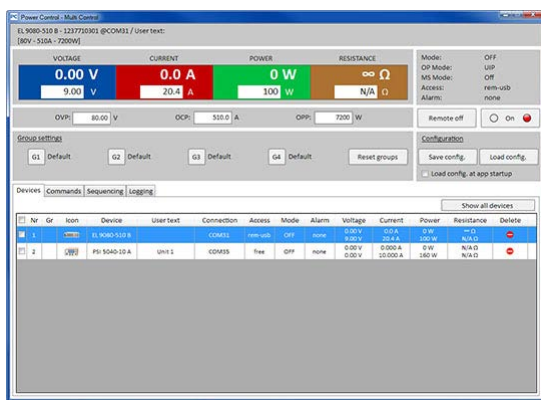 Power Control - Multi Control
EL 9080-510 B - 1237710301 @COM31 / User text:
[80V - 510A - 7200W]
VOLTAGE CURRENT POWER RESISTANCE
0.00 V 0.0 A 0 W ∞ Ω
9.00 V 20.4 A 100 W N/A Ω
Mode: OFF
OP Mode: UIP
MS Mode: Off
Access: rem-usb
Alarm: none
OVP: 80.00 V OCP: 510.0 A OPP: 7200 W
Remote off On
Group settings
G1 Default G2 Default G3 Default G4 Default Reset groups
Configuration
Save config. Load config.
Load config. at app startup
Devices Commands Sequencing Logging
Show all devices
Nr Gr Icon Device User text Connection Access Mode Alarm Voltage Current Power Resistance Delete
1 EL 9080-510 B COM31 rem-usb OFF none 0.00 V 0.0 A 0 W ∞ Ω
9.00 V 20.4 A 100 W N/A Ω
2 PSI 5040-10 A Unit 1 COM35 free OFF none 0.00 V 0.000 A 0 W N/A Ω
0.00 V 10.000 A 160 W N/A Ω